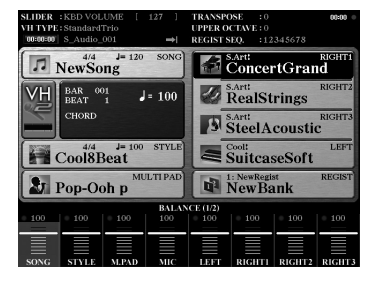 SLIDER : KBD VOLUME [ 127 ] TRANSPOSE : 0 00:00
VH TYPE : StandardTrio UPPER OCTAVE : 0
00:00:00 S_Audio_001 REGIST SEQ. : 12345678
4/4 ♩= 120 SONG
NewSong
S.Art! RIGHT1
ConcertGrand
VH
BAR 001
BEAT 1 ♩= 100
CHORD
S.Art! RIGHT2
RealStrings
S.Art! RIGHT3
SteelAcoustic
4/4 ♩= 100 STYLE
Cool8Beat
Cool! LEFT
SuitcaseSoft
MULTI PAD
Pop-Ooh p
1: NewRegist REGIST
NewBank
BALANCE (1/2)
100 100 100 100 100 100 100 100
SONG STYLE M.PAD MIC LEFT RIGHT1 RIGHT2 RIGHT3